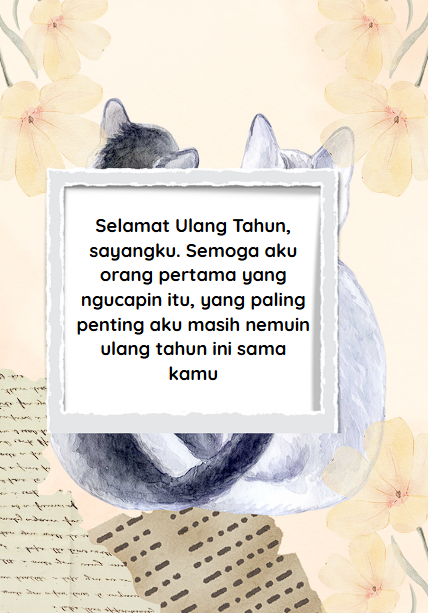 Selamat Ulang Tahun,
sayangku. Semoga aku
orang pertama yang
ngucapin itu, yang paling
penting aku masih nemuin
ulang tahun ini sama
kamu